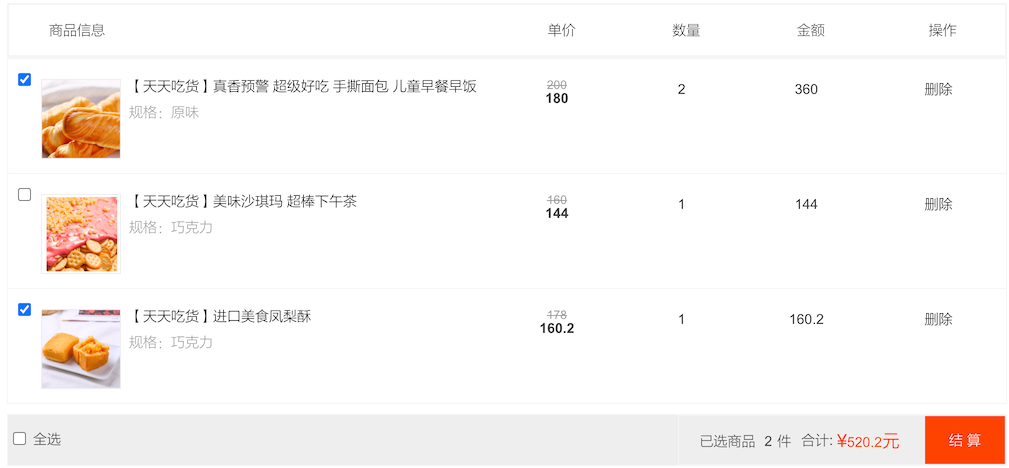 商品信息 单价 数量 金额 操作
【天天吃货】真香预警 超级好吃 手撕面包 儿童早餐早饭 200 180 2 360 删除
规格：原味
【天天吃货】美味沙琪玛 超棒下午茶 160 144 1 144 删除
规格：巧克力
【天天吃货】进口美食凤梨酥 178 160.2 1 160.2 删除
规格：巧克力
全选 已选商品 2 件 合计: ¥520.2元 结 算